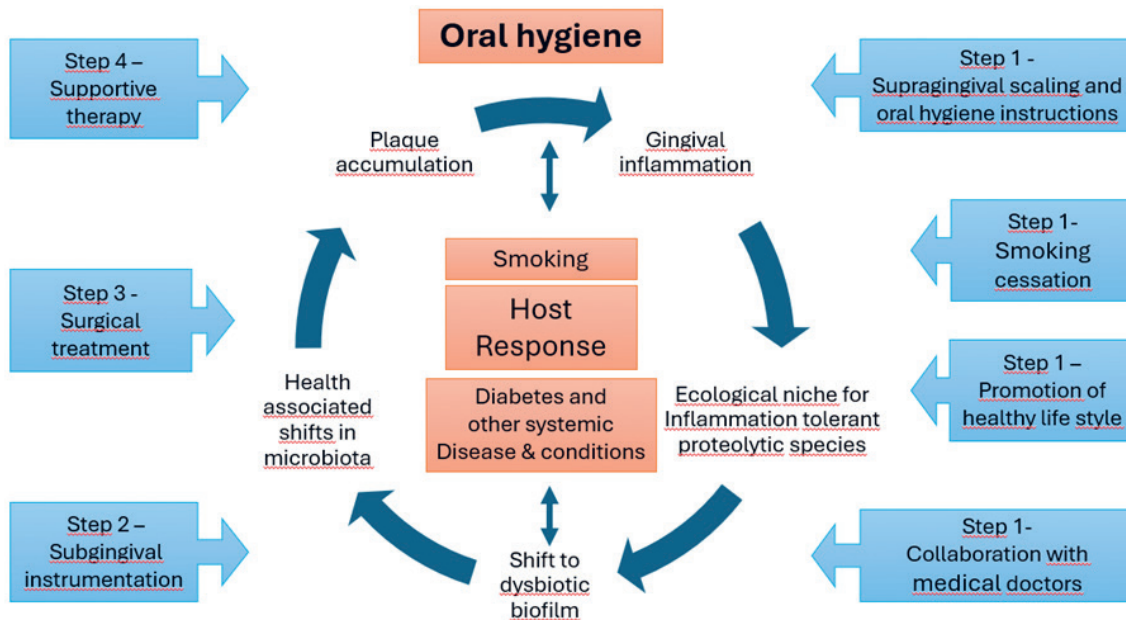 Oral hygiene
Step 4 –
Supportive
therapy
Step 1 -
Supragingival scaling and
oral hygiene instructions
Plaque
accumulation
Gingival
inflammation
Step 1-
Smoking
cessation
Smoking
Step 3 -
Surgical
treatment
Host
Response
Step 1 –
Promotion of
healthy life style
Health
associated
shifts in
microbiota
Diabetes and
other systemic
Disease & conditions
Ecological niche for
Inflammation tolerant
proteolytic species
Step 2 –
Subgingival
instrumentation
Shift to
dysbiotic
biofilm
Step 1-
Collaboration with
medical doctors